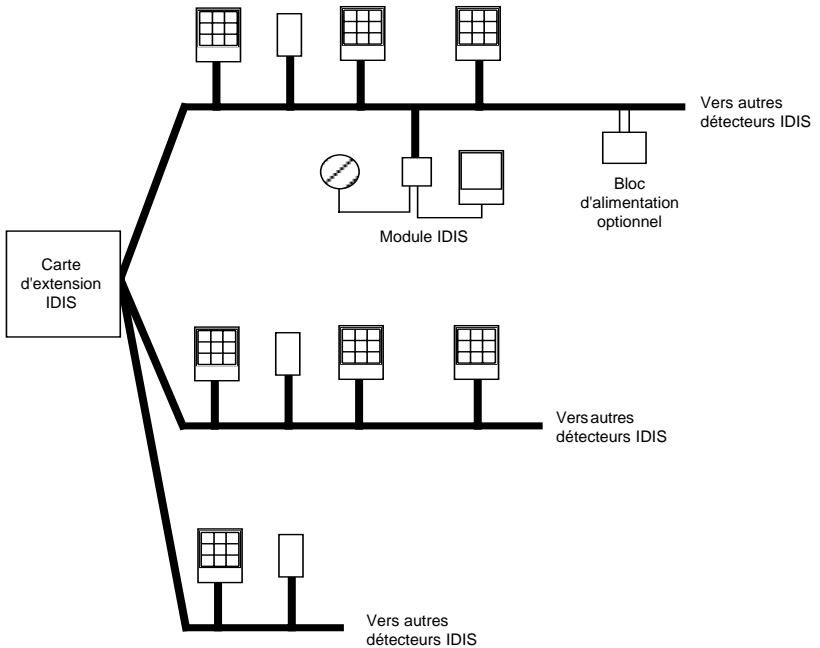 Vers autres
détecteurs IDIS
Bloc
d'alimentation
optionnel
Module IDIS
Carte
d'extension
IDIS
Vers autres
détecteurs IDIS
Vers autres
détecteurs IDIS